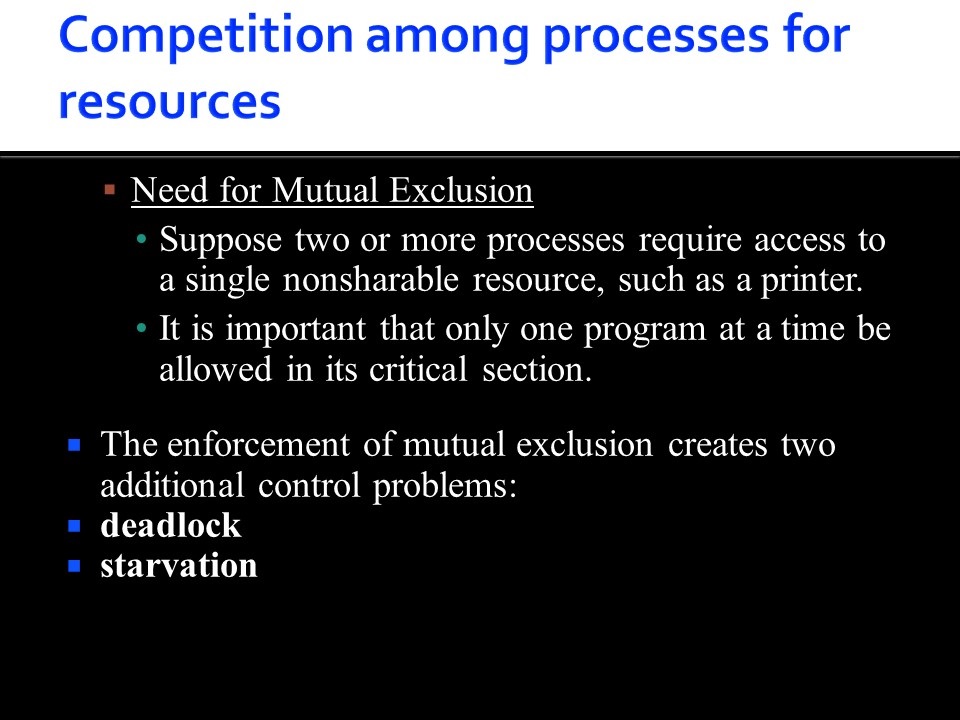 Competition among processes for
resources
Need for Mutual Exclusion
Suppose two or more processes require access to
a single nonsharable resource, such as a printer.
It is important that only one program at a time be
allowed in its critical section.
The enforcement of mutual exclusion creates two
additional control problems:
deadlock
starvation